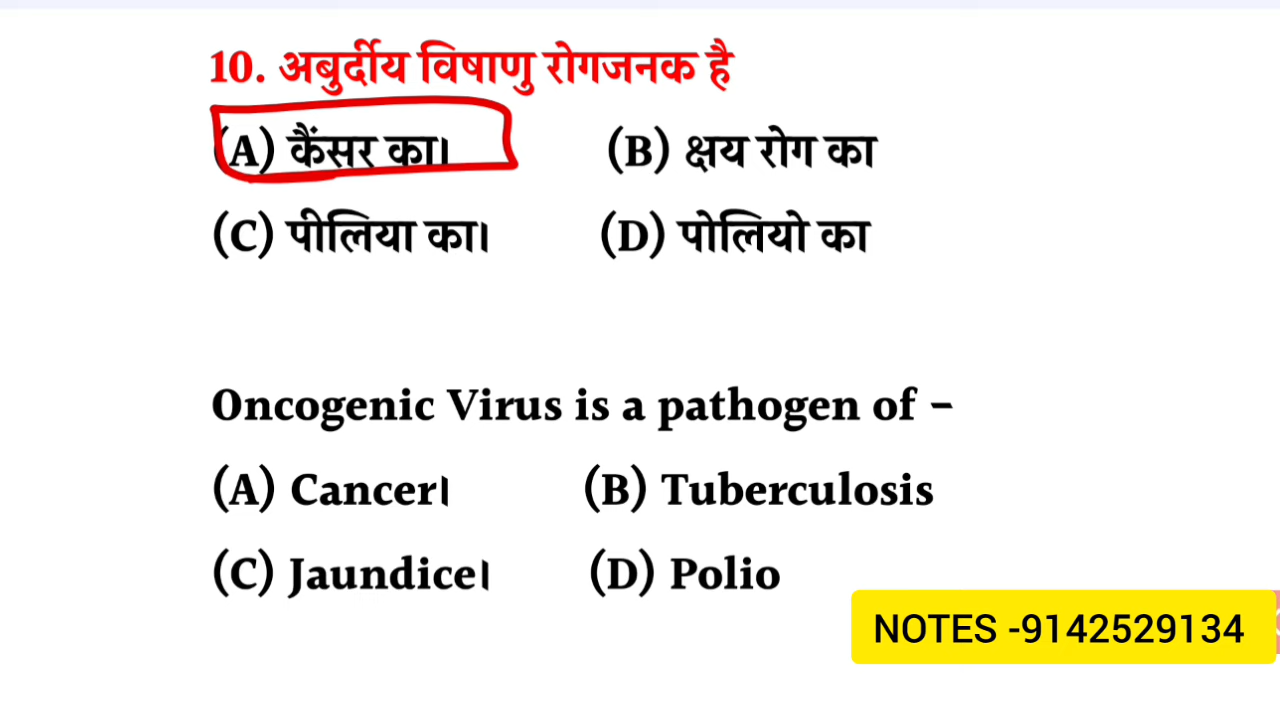 10. अबुर्दीय विषाणु रोगजनक है
(A) कैंसर का। (B) क्षय रोग का
(C) पीलिया का। (D) पोलियो का
Oncogenic Virus is a pathogen of –
(A) Cancer। (B) Tuberculosis
(C) Jaundice। (D) Polio
NOTES -9142529134